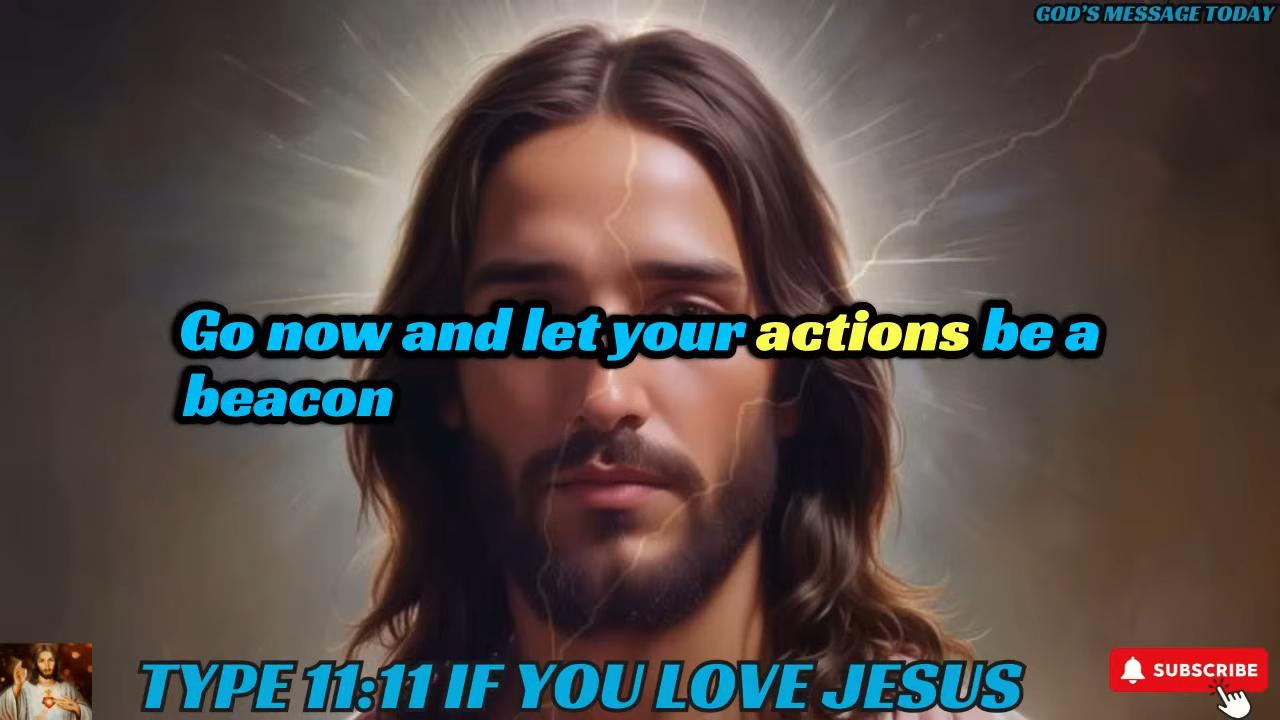 GOD'S MESSAGE TODAY
Go now and let your actions be a
beacon
TYPE 11:11 IF YOU LOVE JESUS
SUBSCRIBE